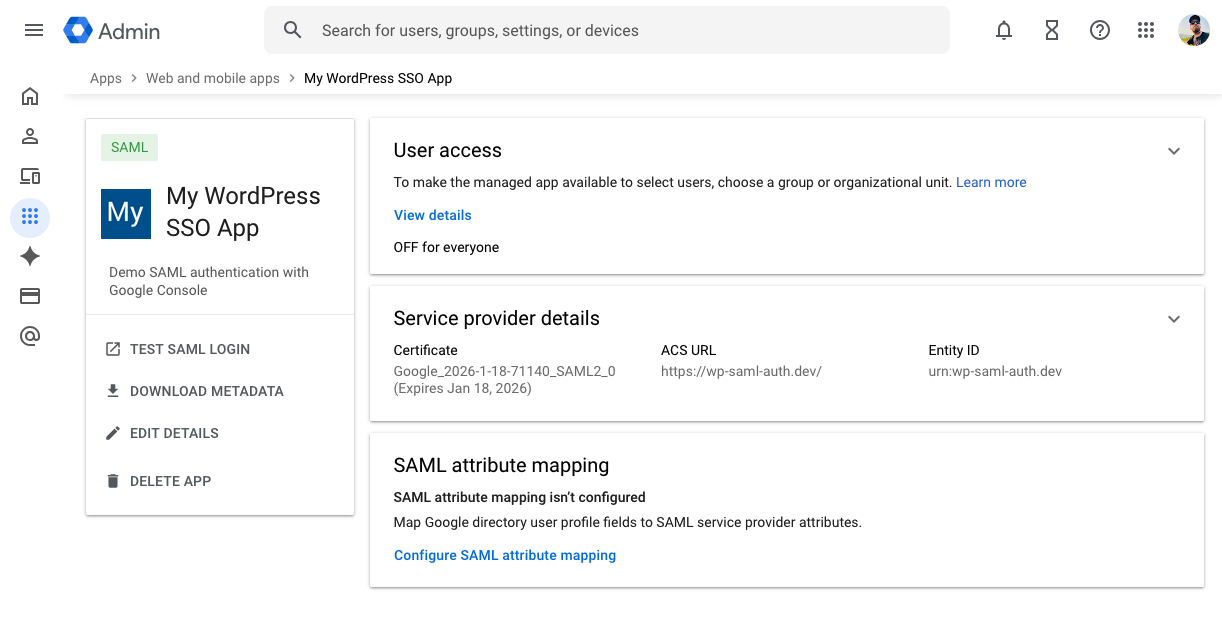 Admin
Search for users, groups, settings, or devices
Apps > Web and mobile apps > My WordPress SSO App
SAML
My
My WordPress
SSO App
Demo SAML authentication with
Google Console
TEST SAML LOGIN
DOWNLOAD METADATA
EDIT DETAILS
DELETE APP
User access
To make the managed app available to select users, choose a group or organizational unit. Learn more
View details
OFF for everyone
Service provider details
Certificate
Google_2026-1-18-71140_SAML2_0
(Expires Jan 18, 2026)
ACS URL
https://wp-saml-auth.dev/
Entity ID
urn:wp-saml-auth.dev
SAML attribute mapping
SAML attribute mapping isn’t configured
Map Google directory user profile fields to SAML service provider attributes.
Configure SAML attribute mapping